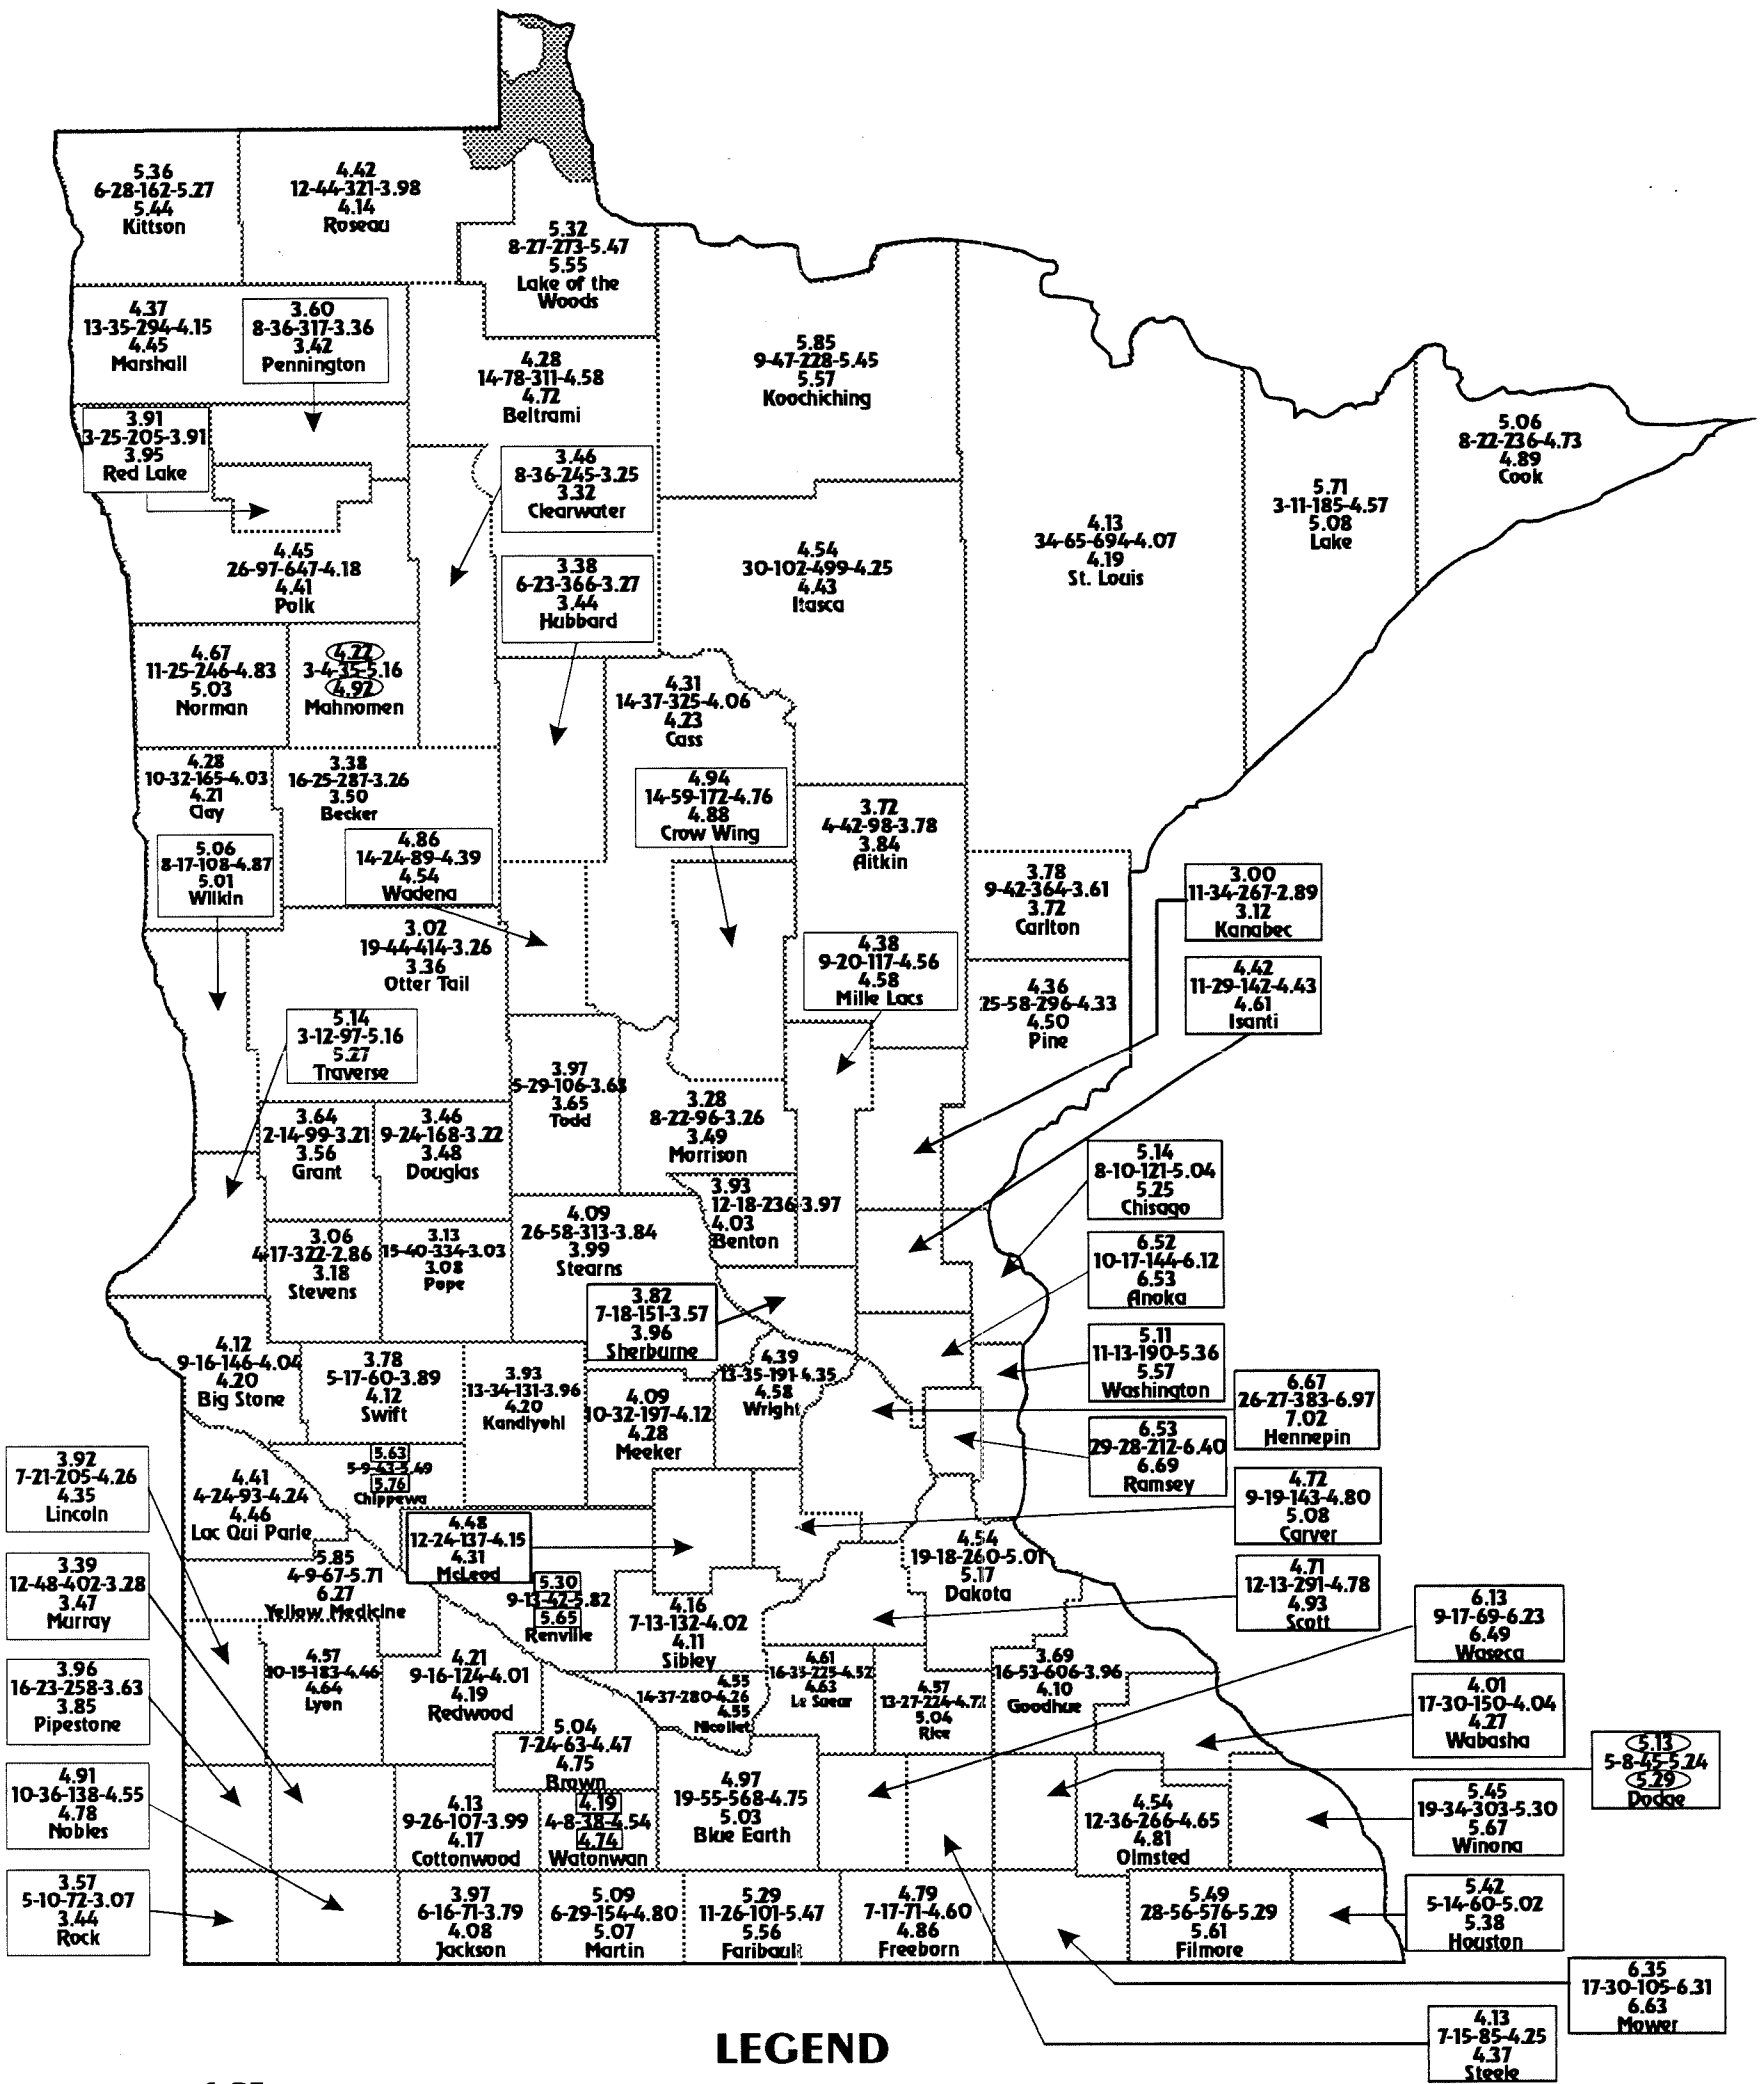 5.36
6-28-162-5.27
5.44
Kittson
4.42
12-44-321-3.98
4.14
Roseau
5.32
8-27-273-5.47
5.55
Lake of the
Woods
4.37
13-35-294-4.15
4.45
Marshall
3.60
8-36-317-3.36
3.42
Pennington
4.28
14-78-311-4.58
4.72
Beltrami
5.85
9-47-228-5.45
5.57
Koochiching
3.91
3-25-205-3.91
3.95
Red Lake
3.46
8-36-245-3.25
3.32
Clearwater
5.06
8-22-236-4.73
4.89
Cook
5.71
3-11-185-4.57
5.08
Lake
4.13
34-65-694-4.07
4.19
St. Louis
4.45
26-97-647-4.18
4.41
Polk
3.38
6-23-366-3.27
3.44
Hubbard
4.54
30-102-499-4.25
4.43
Itasca
4.67
11-25-246-4.83
5.03
Norman
4.22
3-4-35-5.16
4.92
Mahnomen
4.31
14-37-325-4.06
4.23
Cass
4.28
10-32-165-4.03
4.21
Clay
3.38
16-25-287-3.26
3.50
Becker
4.94
14-59-172-4.76
4.88
Crow Wing
3.72
4-42-98-3.78
3.84
Aitkin
5.06
8-17-108-4.87
5.01
Wilkin
4.86
14-24-89-4.39
4.54
Wadena
3.78
9-42-364-3.61
3.72
Carlton
3.00
11-34-267-2.89
3.12
Kanabec
3.02
19-44-414-3.26
3.36
Otter Tail
4.38
9-20-117-4.56
4.58
Mille Lacs
4.36
25-58-296-4.33
4.50
Pine
4.42
11-29-142-4.43
4.61
Isanti
5.14
3-12-97-5.16
5.27
Traverse
3.97
5-29-106-3.63
3.65
Todd
3.28
8-22-96-3.26
3.49
Morrison
3.64
2-14-99-3.21
3.56
Grant
3.46
9-24-168-3.22
3.48
Douglas
5.14
8-10-121-5.04
5.25
Chisago
3.93
12-18-236-3.97
4.03
Benton
3.06
4-17-322-2.86
3.18
Stevens
3.13
15-40-334-3.03
3.08
Pope
4.09
26-58-313-3.84
3.99
Stearns
6.52
10-17-144-6.12
6.53
Anoka
3.82
7-18-151-3.57
3.96
Sherburne
4.12
9-16-146-4.04
4.20
Big Stone
3.78
5-17-60-3.89
4.12
Swift
3.93
13-34-131-3.96
4.20
Kandiyohi
4.09
10-32-197-4.12
4.28
Meeker
4.39
13-35-191-4.35
4.58
Wright
5.11
11-13-190-5.36
5.57
Washington
6.67
26-27-383-6.97
7.02
Hennepin
6.53
29-28-212-6.40
6.69
Ramsey
3.92
7-21-205-4.26
4.35
Lincoln
4.41
4-24-93-4.24
4.46
Lac Qui Parle
5.63
5-9-43-5.49
5.76
Chippewa
4.72
9-19-143-4.80
5.08
Carver
4.48
12-24-137-4.15
4.31
McLeod
4.54
19-18-260-5.01
5.17
Dakota
3.39
12-48-402-3.28
3.47
Murray
5.85
4-9-67-5.71
6.27
Yellow Medicine
5.30
9-13-42-5.82
5.65
Renville
4.16
7-13-132-4.02
4.11
Sibley
4.71
12-13-291-4.78
4.93
Scott
6.13
9-17-69-6.23
6.49
Waseca
3.96
16-23-258-3.63
3.85
Pipestone
4.57
10-15-183-4.46
4.64
Lyon
4.21
9-16-124-4.01
4.19
Redwood
4.55
14-37-280-4.26
4.55
Nicollet
4.61
16-35-225-4.52
4.63
Le Sueur
4.57
13-27-224-4.72
5.04
Rice
3.69
16-53-606-3.96
4.10
Goodhue
4.01
17-30-150-4.04
4.27
Wabasha
5.04
7-24-63-4.47
4.75
Brown
5.13
5-8-45-5.24
5.29
Dodge
4.91
10-36-138-4.55
4.78
Nobles
4.13
9-26-107-3.99
4.17
Cottonwood
4.19
4-8-38-4.54
4.74
Watonwan
4.97
19-55-568-4.75
5.03
Blue Earth
4.54
12-36-266-4.65
4.81
Olmsted
5.45
19-34-303-5.30
5.67
Winona
3.57
5-10-72-3.07
3.44
Rock
3.97
6-16-71-3.79
4.08
Jackson
5.09
6-29-154-4.80
5.07
Martin
5.29
11-26-101-5.47
5.56
Faribault
4.79
7-17-71-4.60
4.86
Freeborn
5.49
28-56-576-5.29
5.61
Filmore
5.42
5-14-60-5.02
5.38
Houston
6.35
17-30-105-6.31
6.63
Mower
4.13
7-15-85-4.25
4.37
Steele
LEGEND